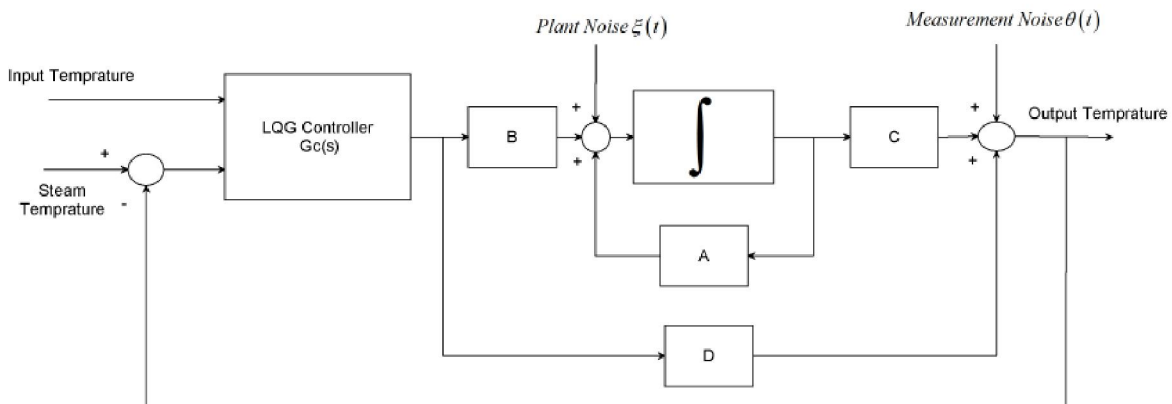 Plant Noise ξ(t)
Measurement Noise θ(t)
Input Temprature
LQG Controller
Gc(s)
+
B
+
+
∫
C
+
+
Output Temprature
+
Steam
Temprature
-
A
D